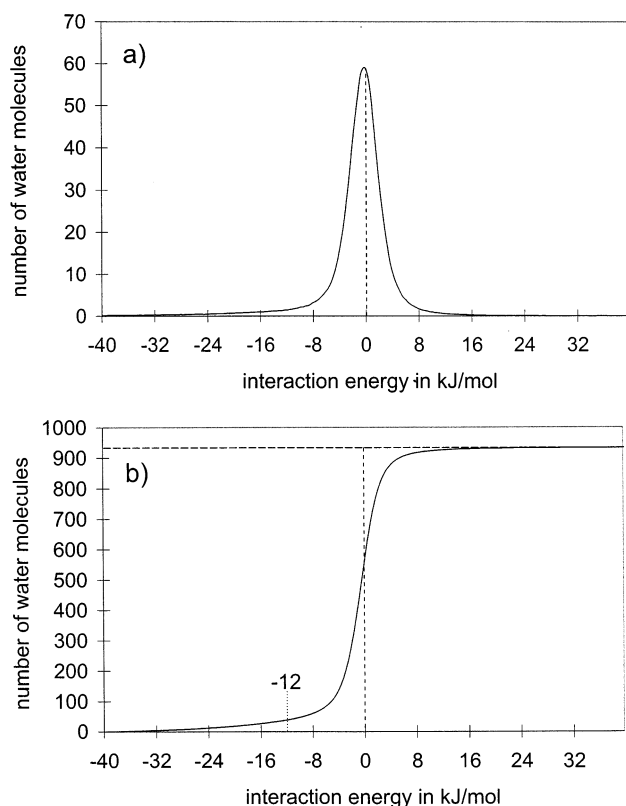 70
60
50
40
30
20
10
0
number of water molecules
a)
-40 -32 -24 -16 -8 0 8 16 24 32
interaction energy in kJ/mol
1000
900
800
700
600
500
400
300
200
100
0
number of water molecules
b)
-12
-40 -32 -24 -16 -8 0 8 16 24 32
interaction energy in kJ/mol